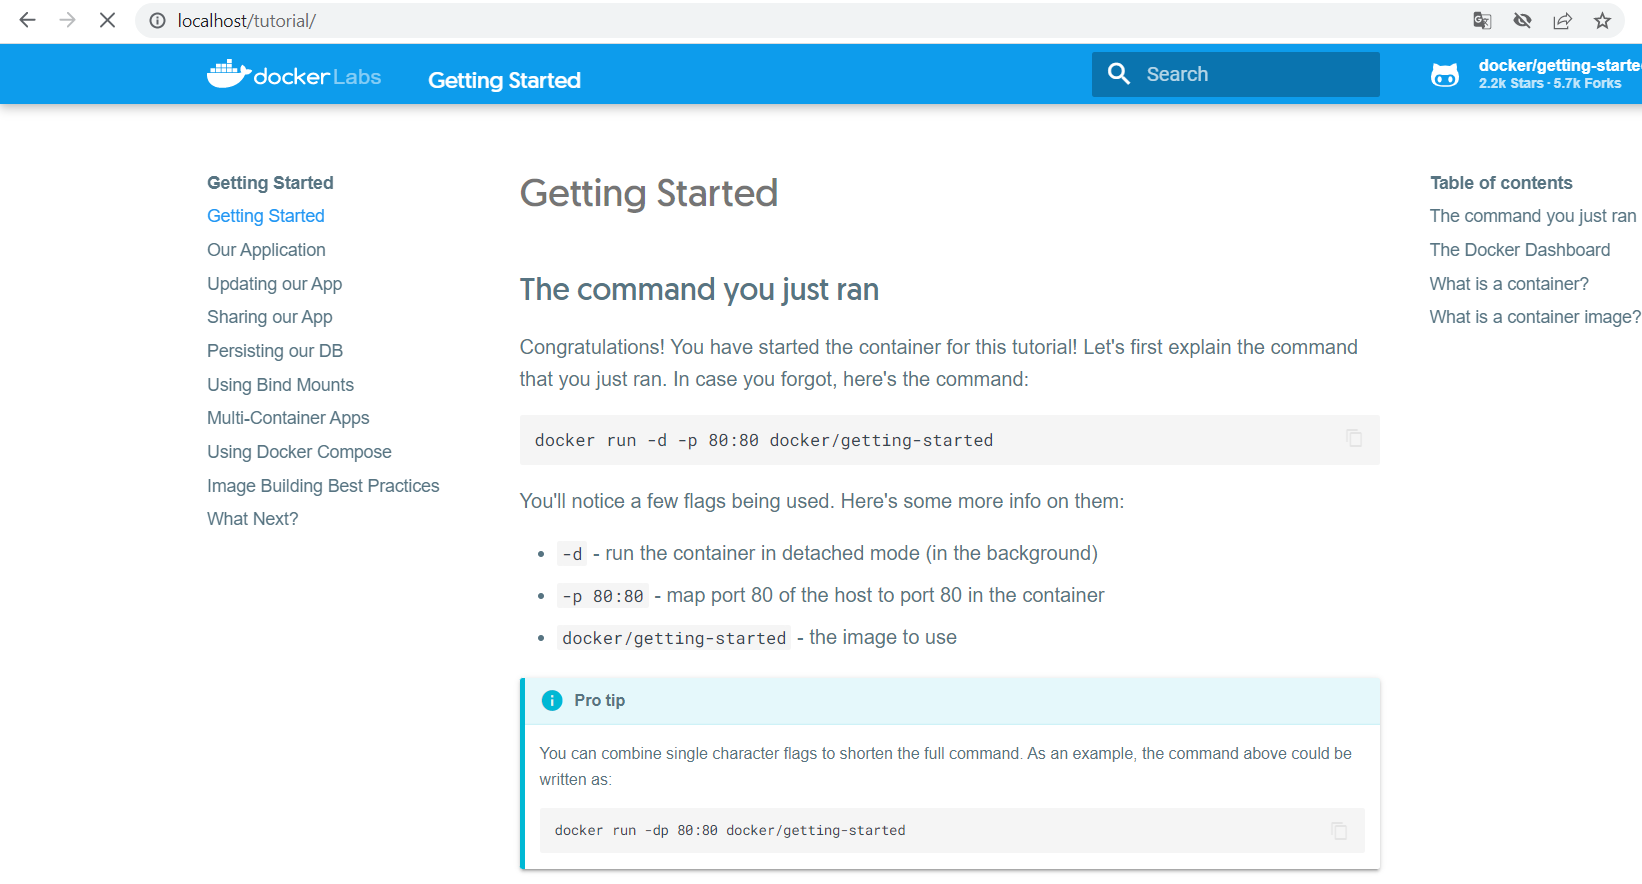 localhost/tutorial/
docker Labs
Getting Started
Search
docker/getting-starte
2.2k Stars · 5.7k Forks
Getting Started
Getting Started
Our Application
Updating our App
Sharing our App
Persisting our DB
Using Bind Mounts
Multi-Container Apps
Using Docker Compose
Image Building Best Practices
What Next?
Getting Started
The command you just ran
Congratulations! You have started the container for this tutorial! Let's first explain the command
that you just ran. In case you forgot, here's the command:
docker run -d -p 80:80 docker/getting-started
You'll notice a few flags being used. Here's some more info on them:
-d - run the container in detached mode (in the background)
-p 80:80 - map port 80 of the host to port 80 in the container
docker/getting-started - the image to use
Pro tip
You can combine single character flags to shorten the full command. As an example, the command above could be
written as:
docker run -dp 80:80 docker/getting-started
Table of contents
The command you just ran
The Docker Dashboard
What is a container?
What is a container image?